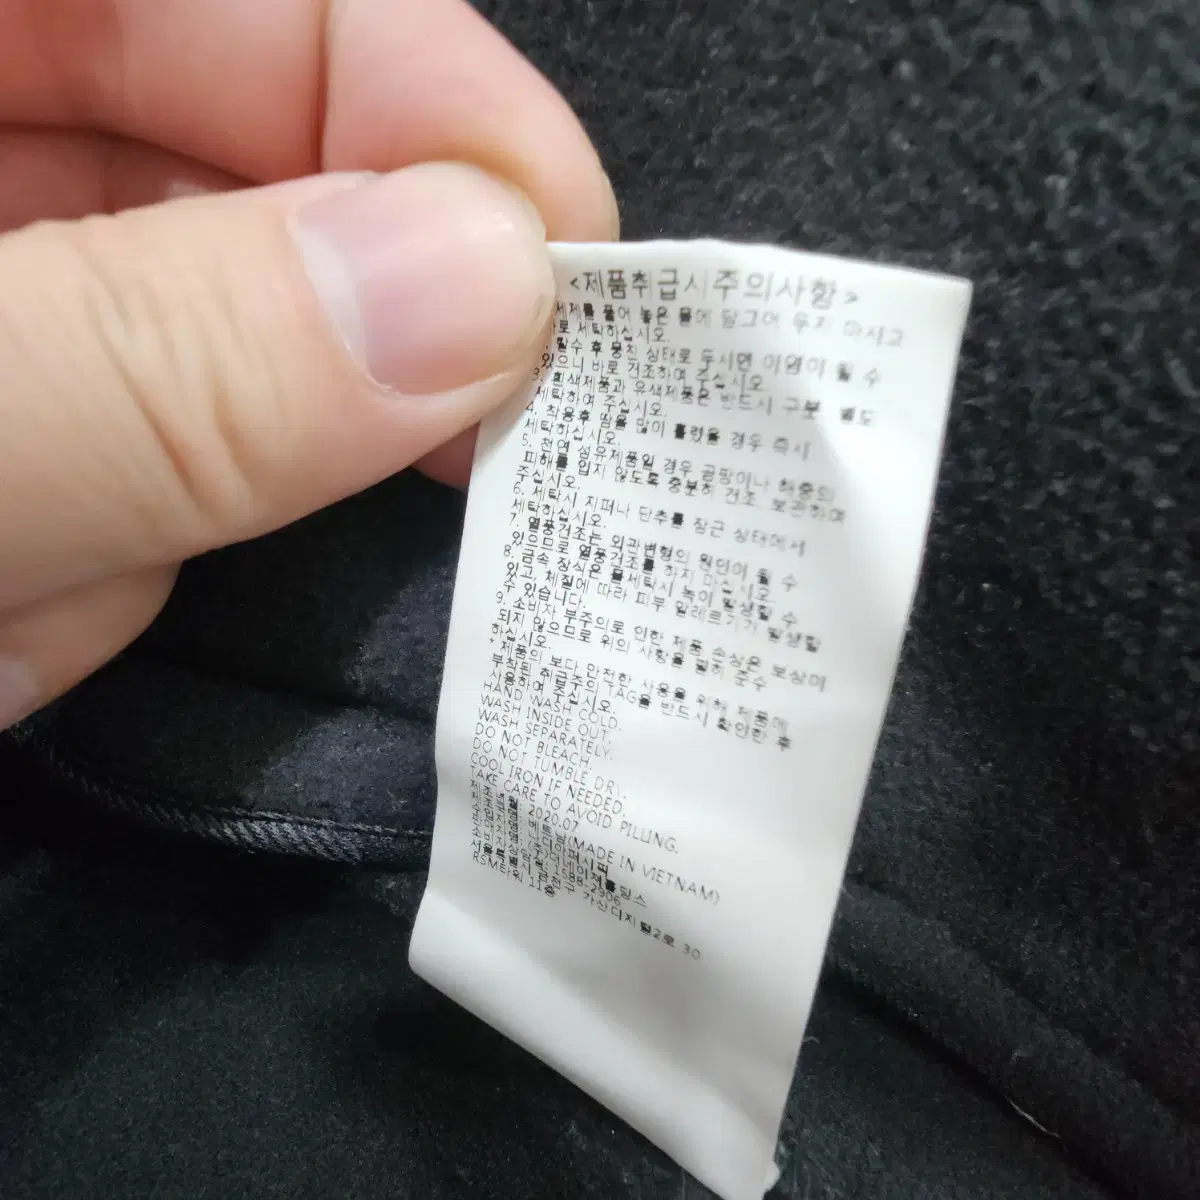 <제품취급시주의사항>
세제를 풀어 놓은 물에 담그어 두지 마시고
바로 세탁하십시오.
탈수 후 뭉친 상태로 두시면 이염이 될 수
있으니 바로 건조하여 주십시오.
3. 흰색제품과 유색제품은 반드시 구분 별도
세탁하여 주십시오.
4. 착용후 땀을 많이 흘렸을 경우 즉시
세탁하십시오.
5. 천연 섬유제품일 경우 곰팡이나 해충의
피해를 입지 않도록 충분히 건조 보관하여
주십시오.
6. 세탁시 지퍼나 단추를 잠근 상태에서
세탁하십시오.
7. 열풍건조는 외관변형의 원인이 될 수
있으므로 열풍건조를 하지 마십시오.
8. 금속 장식은 물세탁시 녹이 발생할 수
있고, 체질에 따라 피부 알레르기가 발생할
수 있습니다.
9. 소비자 부주의로 인한 제품 손상은 보상이
되지 않으므로 위의 사항을 필히 준수
하십시오.
* 제품의 보다 안전한 사용을 위해 제품에
부착된 취급주의 TAG을 반드시 확인한 후
사용하여 주십시오.
HAND WASH COLD.
WASH INSIDE OUT.
WASH SEPARATELY.
DO NOT BLEACH.
DO NOT TUMBLE DRY.
COOL IRON IF NEEDED.
TAKE CARE TO AVOID PILLING.
2020.07
(MADE IN VIETNAM)
가산디지털2로 30